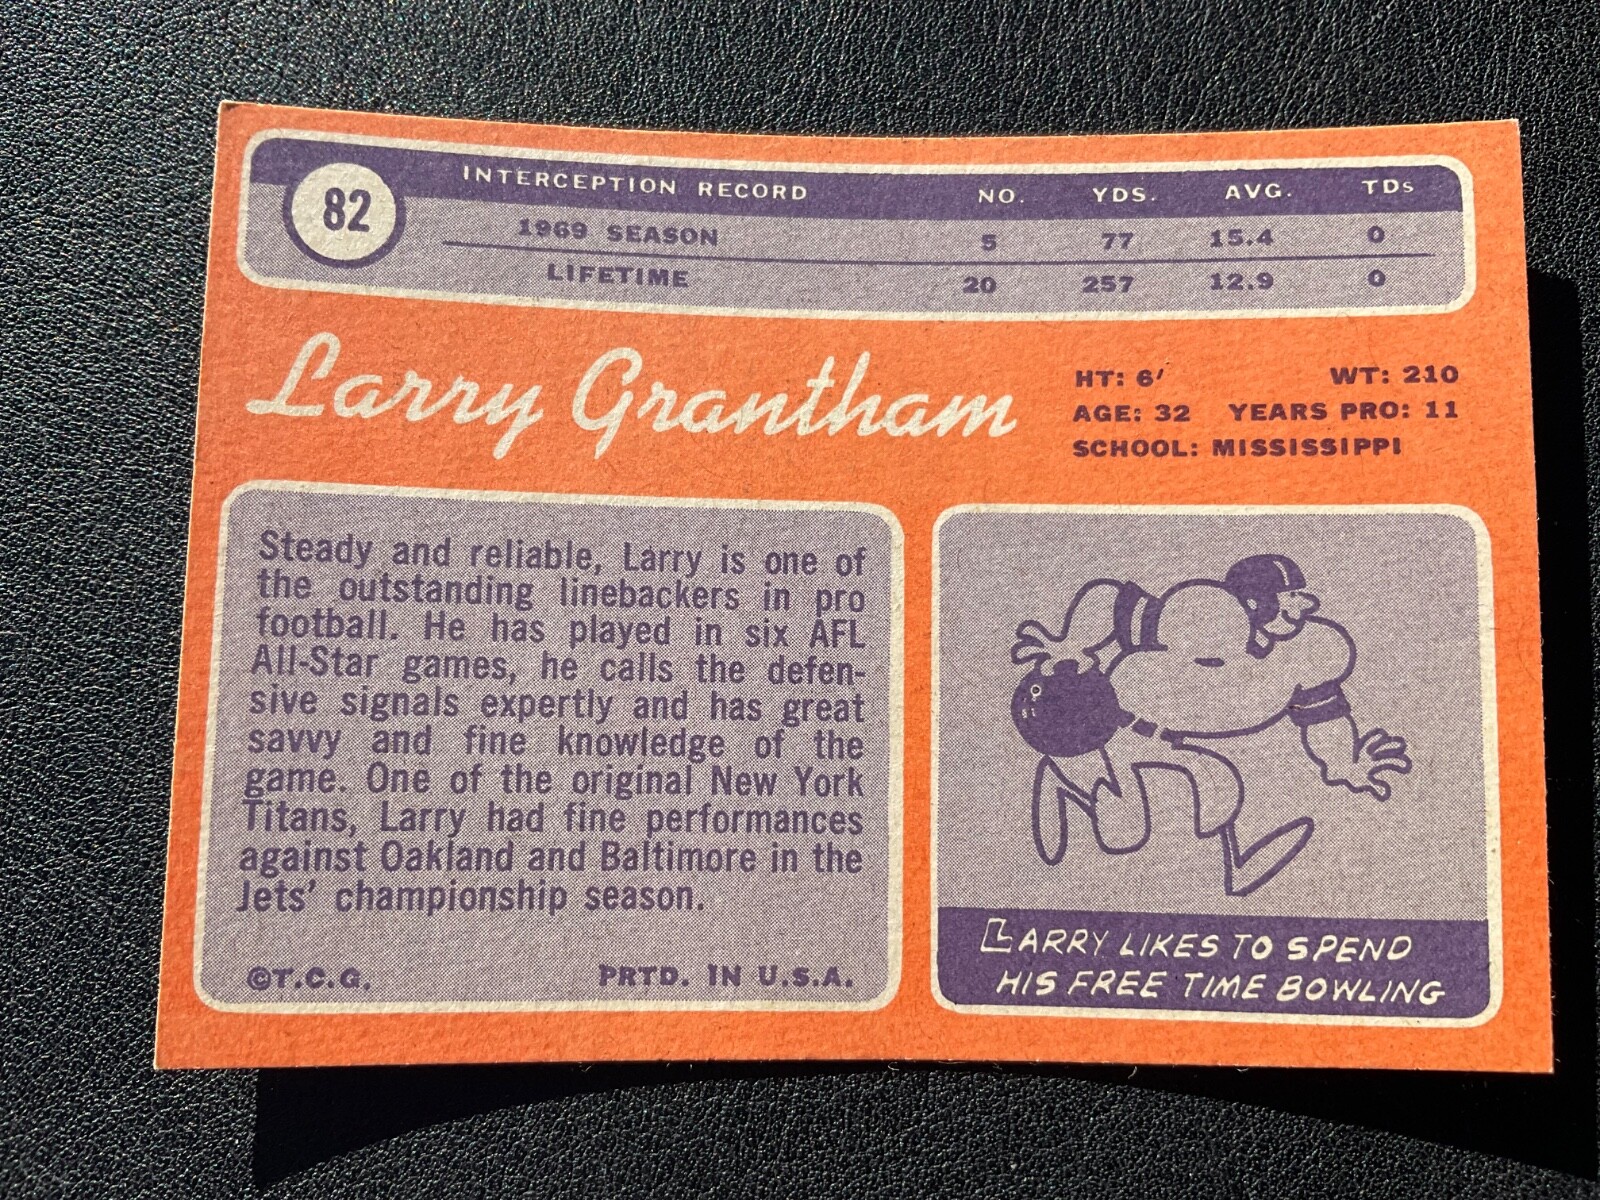 82
INTERCEPTION RECORD NO. YDS. AVG. TDs
1969 SEASON 5 77 15.4 0
LIFETIME 20 257 12.9 0
Larry Grantham
HT: 6' WT: 210
AGE: 32 YEARS PRO: 11
SCHOOL: MISSISSIPPI
Steady and reliable, Larry is one of
the outstanding linebackers in pro
football. He has played in six AFL
All-Star games, he calls the defen-
sive signals expertly and has great
savvy and fine knowledge of the
game. One of the original New York
Titans, Larry had fine performances
against Oakland and Baltimore in the
Jets' championship season.
©T.C.G. PRTD. IN U.S.A.
LARRY LIKES TO SPEND
HIS FREE TIME BOWLING